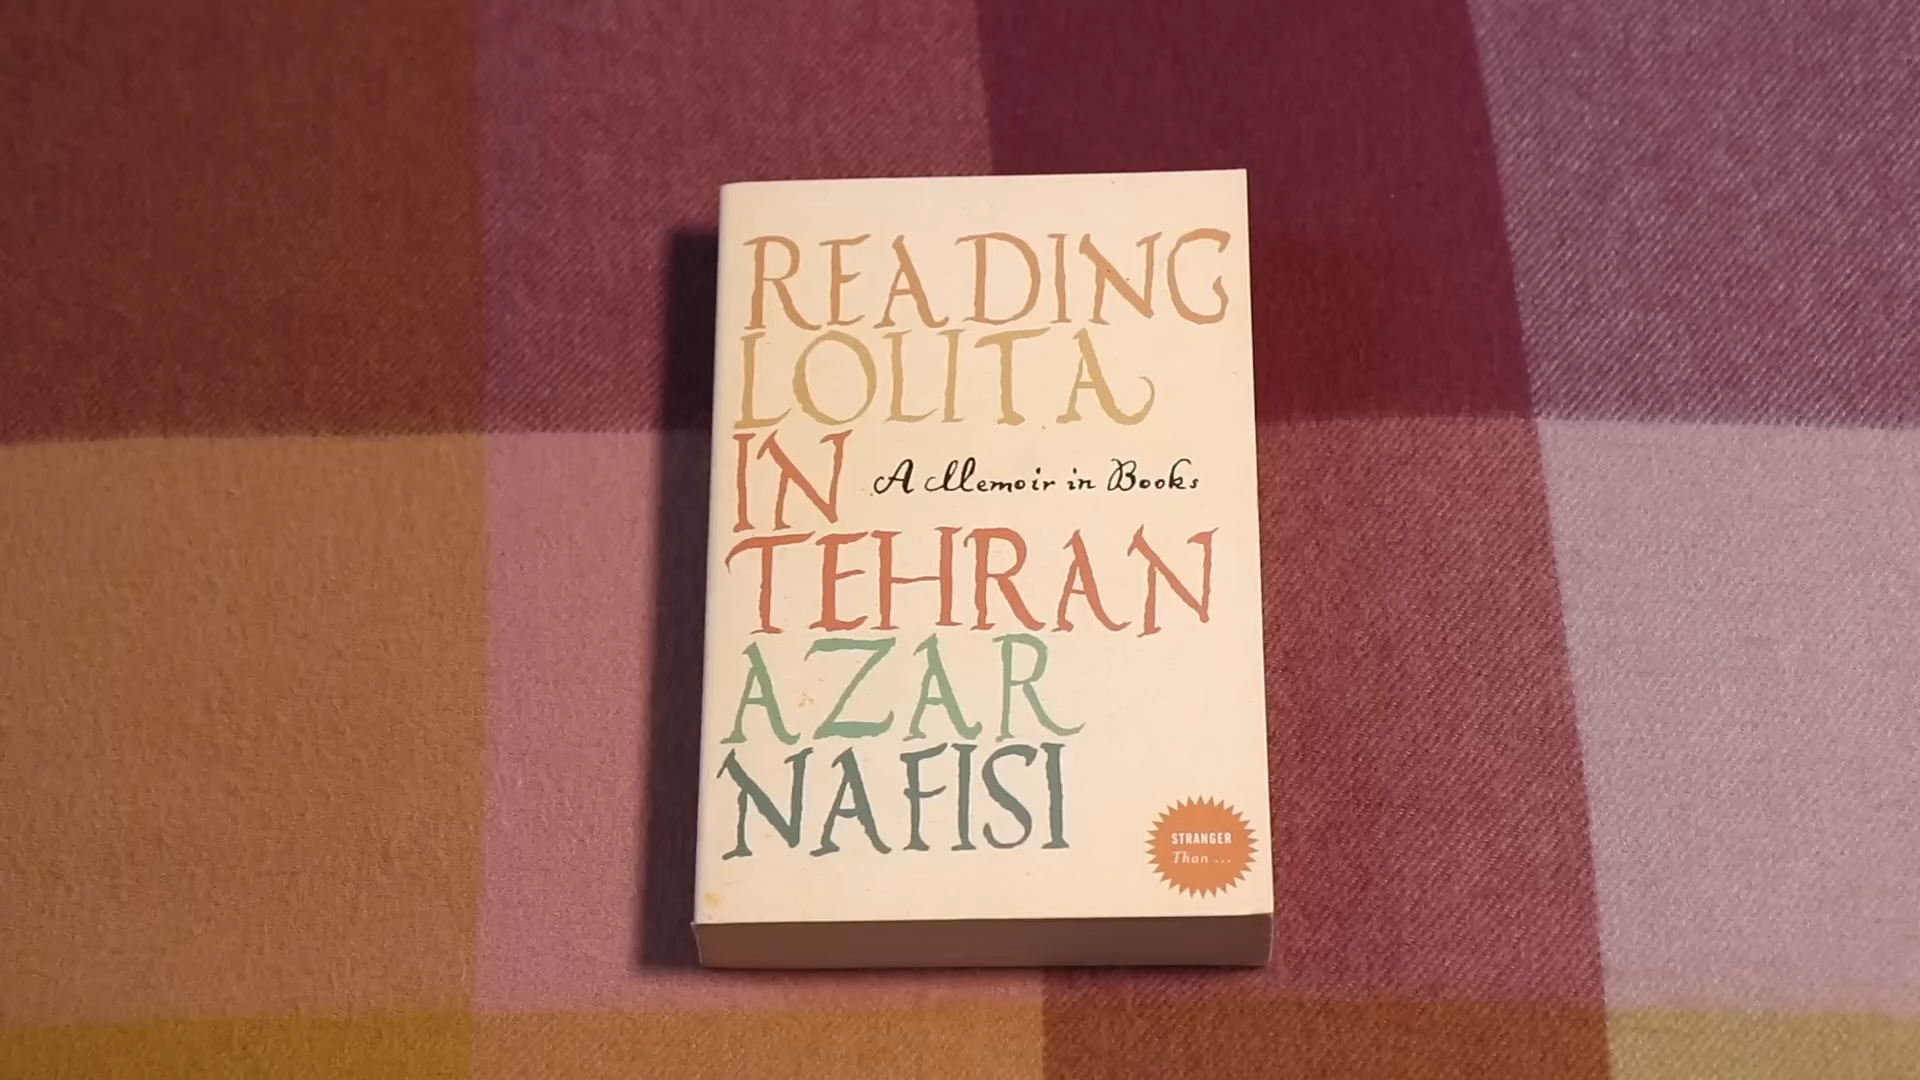 READING
LOLITA
IN
A Memoir in Books
TEHRAN
AZAR
NAFISI
STRANGER
Than ...